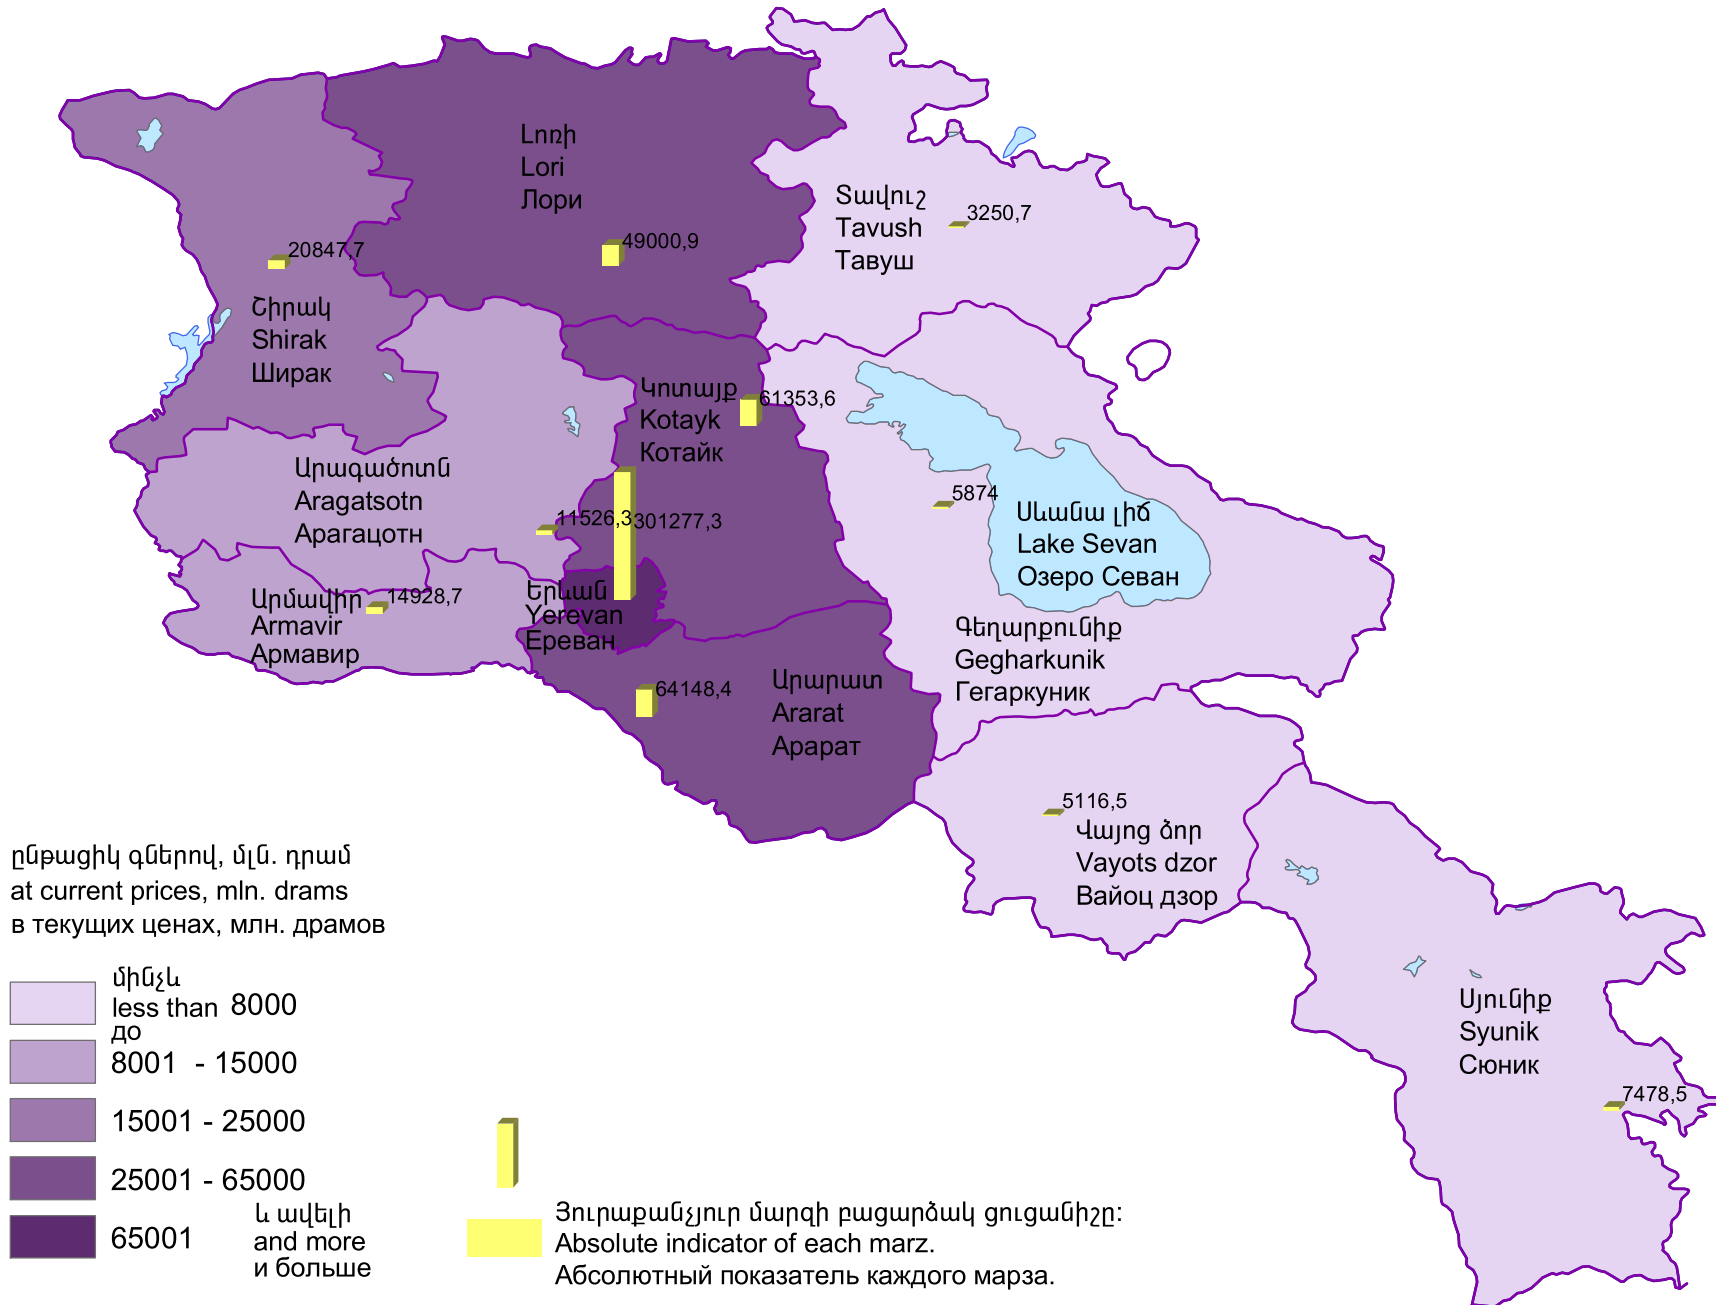 Լոռի
Lori
Лори
49000,9
Տավուշ
Tavush
Тавуш
3250,7
20847,7
Շիրակ
Shirak
Ширак
Կոտայք
Kotayk
Котайк
61353,6
Արագածոտն
Aragatsotn
Арагацотн
11526,3
301277,3
5874
Սևանա լիճ
Lake Sevan
Озеро Севан
Արմավիր
Armavir
Армавир
14928,7
Երևան
Yerevan
Ереван
Գեղարքունիք
Gegharkunik
Гегаркуник
64148,4
Արարատ
Ararat
Арарат
5116,5
Վայոց ձոր
Vayots dzor
Вайоц дзор
Սյունիք
Syunik
Сюник
7478,5
ընթացիկ գներով, մլն. դրամ
at current prices, mln. drams
в текущих ценах, млн. драмов
մինչև
less than 8000
до
8001 - 15000
15001 - 25000
25001 - 65000
65001
և ավելի
and more
и больше
Յուրաքանչյուր մարզի բացարձակ ցուցանիշը:
Absolute indicator of each marz.
Абсолютный показатель каждого марза.